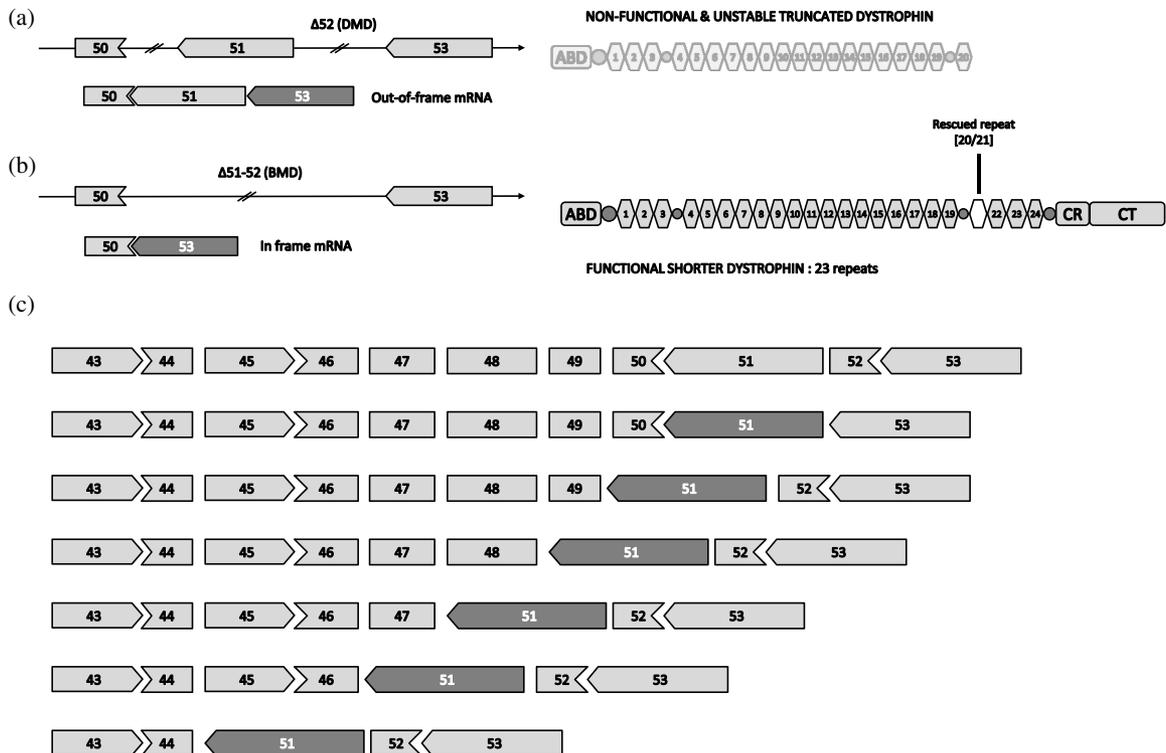 (a)
Δ52 (DMD)
50 51 53
50 51 53 Out-of-frame mRNA
NON-FUNCTIONAL & UNSTABLE TRUNCATED DYSTROPHIN
ABD 1 2 3 4 5 6 7 8 9 10 11 12 13 14 15 16 17 18 19 20
(b)
Δ51-52 (BMD)
50 53
50 53 In frame mRNA
Rescued repeat
[20/21]
ABD 1 2 3 4 5 6 7 8 9 10 11 12 13 14 15 16 17 18 19 22 23 24 CR CT
FUNCTIONAL SHORTER DYSTROPHIN : 23 repeats
(c)
43 44 45 46 47 48 49 50 51 52 53
43 44 45 46 47 48 49 50 51 53
43 44 45 46 47 48 49 51 52 53
43 44 45 46 47 48 51 52 53
43 44 45 46 47 51 52 53
43 44 45 46 51 52 53
43 44 51 52 53